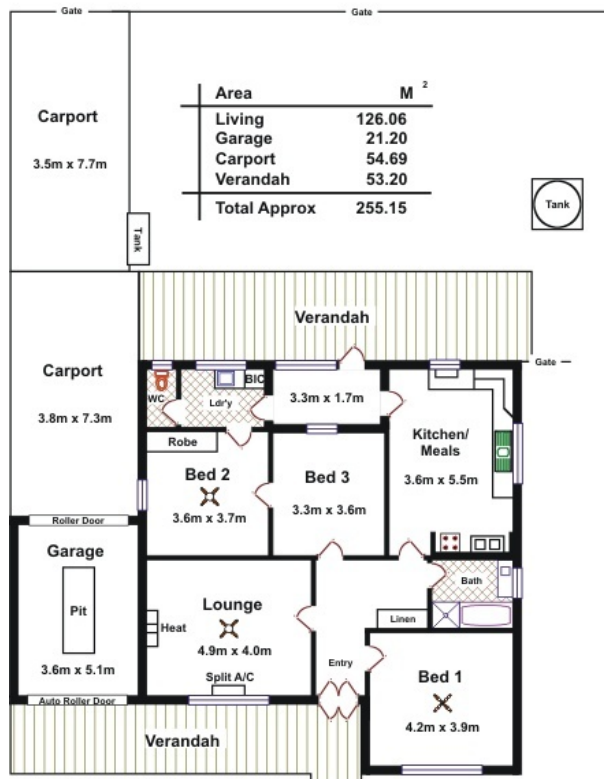 Gate
Gate
Carport
3.5m x 7.7m
Area M 2
Living 126.06
Garage 21.20
Carport 54.69
Verandah 53.20
Total Approx 255.15
Tank
Tank
Verandah
Gate
Carport
3.8m x 7.3m
WC
Ldr'y
BIC
3.3m x 1.7m
Kitchen/
Meals
3.6m x 5.5m
Robe
Bed 2
3.6m x 3.7m
Bed 3
3.3m x 3.6m
Roller Door
Garage
Pit
3.6m x 5.1m
Auto Roller Door
Heat
Lounge
4.9m x 4.0m
Split A/C
Bath
Linen
Entry
Bed 1
4.2m x 3.9m
Verandah